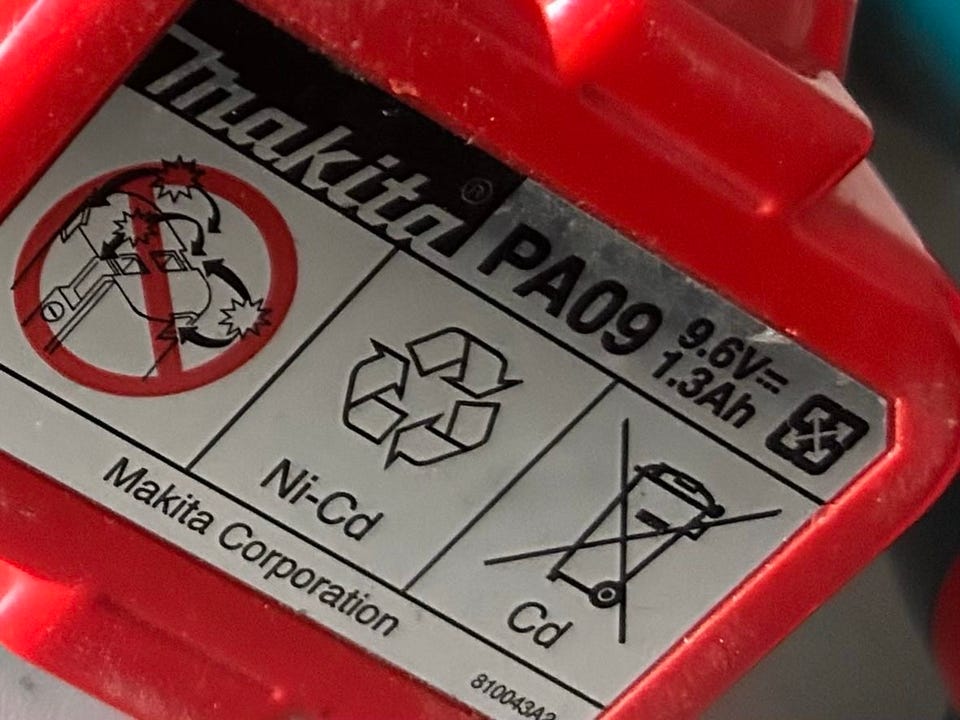 makita®
PA09
9.6V⎓
1.3Ah
Ni-Cd
Cd
Makita Corporation